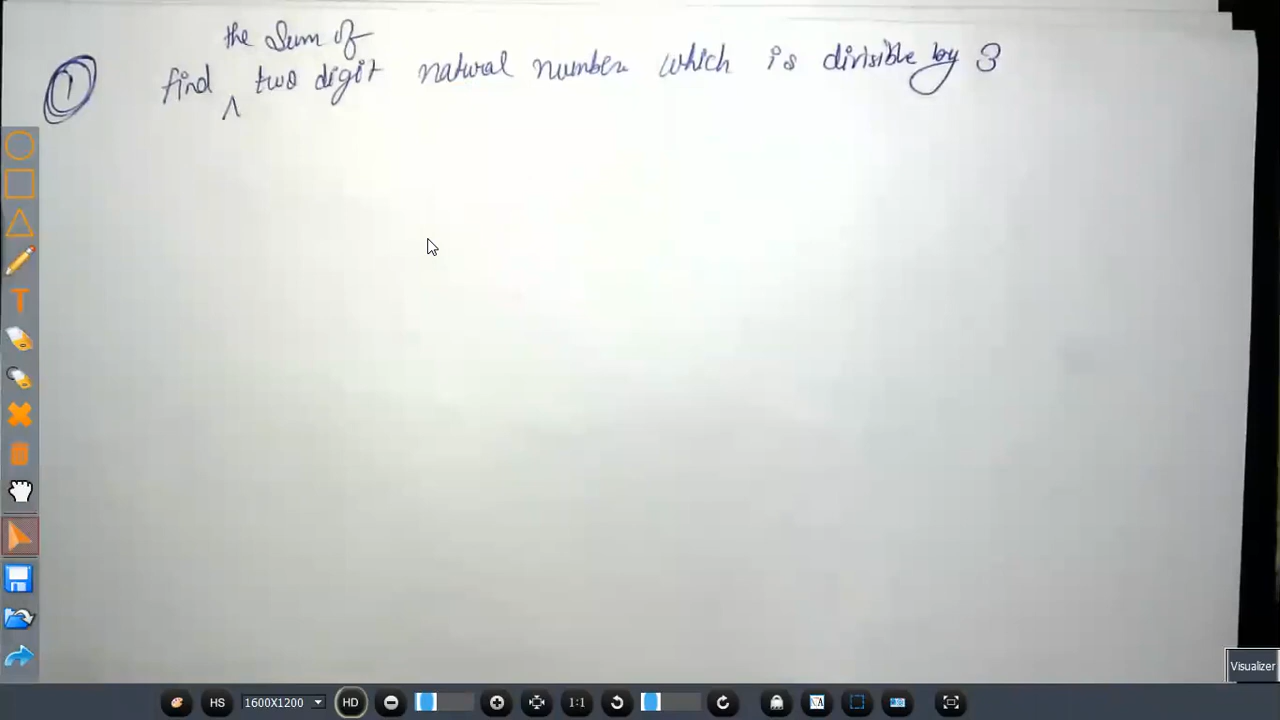 the Sum of
① find ^ two digit natural number which is divisible by 3
T
Visualizer
HS 1600X1200 HD 1:1 A